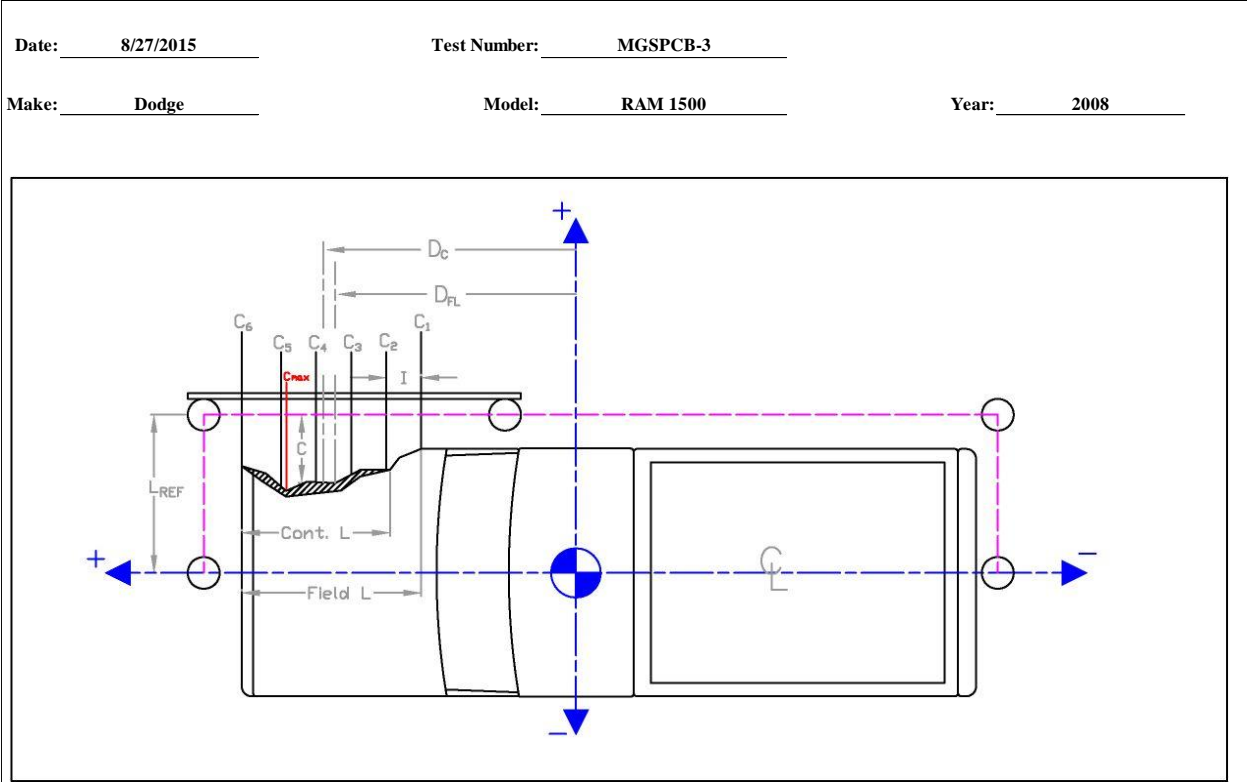 Date: 8/27/2015 Test Number: MGSPCB-3
Make: Dodge Model: RAM 1500 Year: 2008
+
DC
DFL
C6 C1
C5 C4 C3 C2
Cmax I
C
LREF
Cont. L
+ CL −
Field L
−